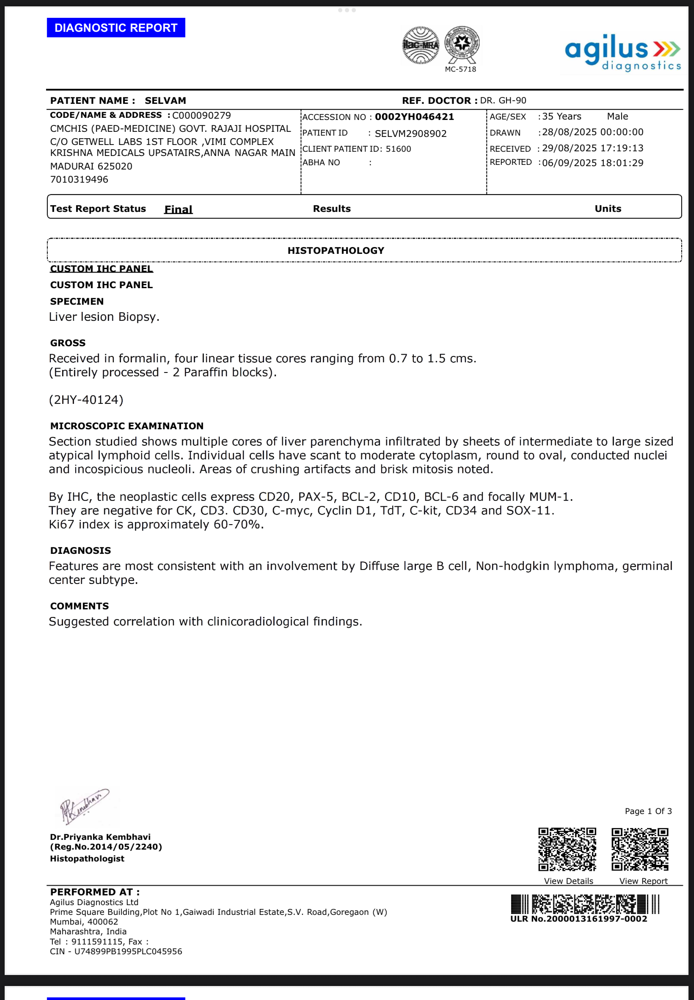 DIAGNOSTIC REPORT
ilac-MRA
MC-5718
agilus
diagnostics
PATIENT NAME : SELVAM REF. DOCTOR : DR. GH-90
CODE/NAME & ADDRESS : C000090279
CMCHIS (PAED-MEDICINE) GOVT. RAJAJI HOSPITAL
C/O GETWELL LABS 1ST FLOOR ,VIMI COMPLEX
KRISHNA MEDICALS UPSATAIRS,ANNA NAGAR MAIN
MADURAI 625020
7010319496
ACCESSION NO : 0002YH046421
PATIENT ID : SELVM2908902
CLIENT PATIENT ID: 51600
ABHA NO :
AGE/SEX :35 Years Male
DRAWN :28/08/2025 00:00:00
RECEIVED : 29/08/2025 17:19:13
REPORTED :06/09/2025 18:01:29
Test Report Status Final Results Units
HISTOPATHOLOGY
CUSTOM IHC PANEL
CUSTOM IHC PANEL
SPECIMEN
Liver lesion Biopsy.
GROSS
Received in formalin, four linear tissue cores ranging from 0.7 to 1.5 cms.
(Entirely processed - 2 Paraffin blocks).
(2HY-40124)
MICROSCOPIC EXAMINATION
Section studied shows multiple cores of liver parenchyma infiltrated by sheets of intermediate to large sized
atypical lymphoid cells. Individual cells have scant to moderate cytoplasm, round to oval, conducted nuclei
and incospicious nucleoli. Areas of crushing artifacts and brisk mitosis noted.
By IHC, the neoplastic cells express CD20, PAX-5, BCL-2, CD10, BCL-6 and focally MUM-1.
They are negative for CK, CD3. CD30, C-myc, Cyclin D1, TdT, C-kit, CD34 and SOX-11.
Ki67 index is approximately 60-70%.
DIAGNOSIS
Features are most consistent with an involvement by Diffuse large B cell, Non-hodgkin lymphoma, germinal
center subtype.
COMMENTS
Suggested correlation with clinicoradiological findings.
Kembhavi
Dr.Priyanka Kembhavi
(Reg.No.2014/05/2240)
Histopathologist
Page 1 Of 3
View Details View Report
PERFORMED AT :
Agilus Diagnostics Ltd
Prime Square Building,Plot No 1,Gaiwadi Industrial Estate,S.V. Road,Goregaon (W)
Mumbai, 400062
Maharashtra, India
Tel : 9111591115, Fax :
CIN - U74899PB1995PLC045956
ULR No.2000013161997-0002